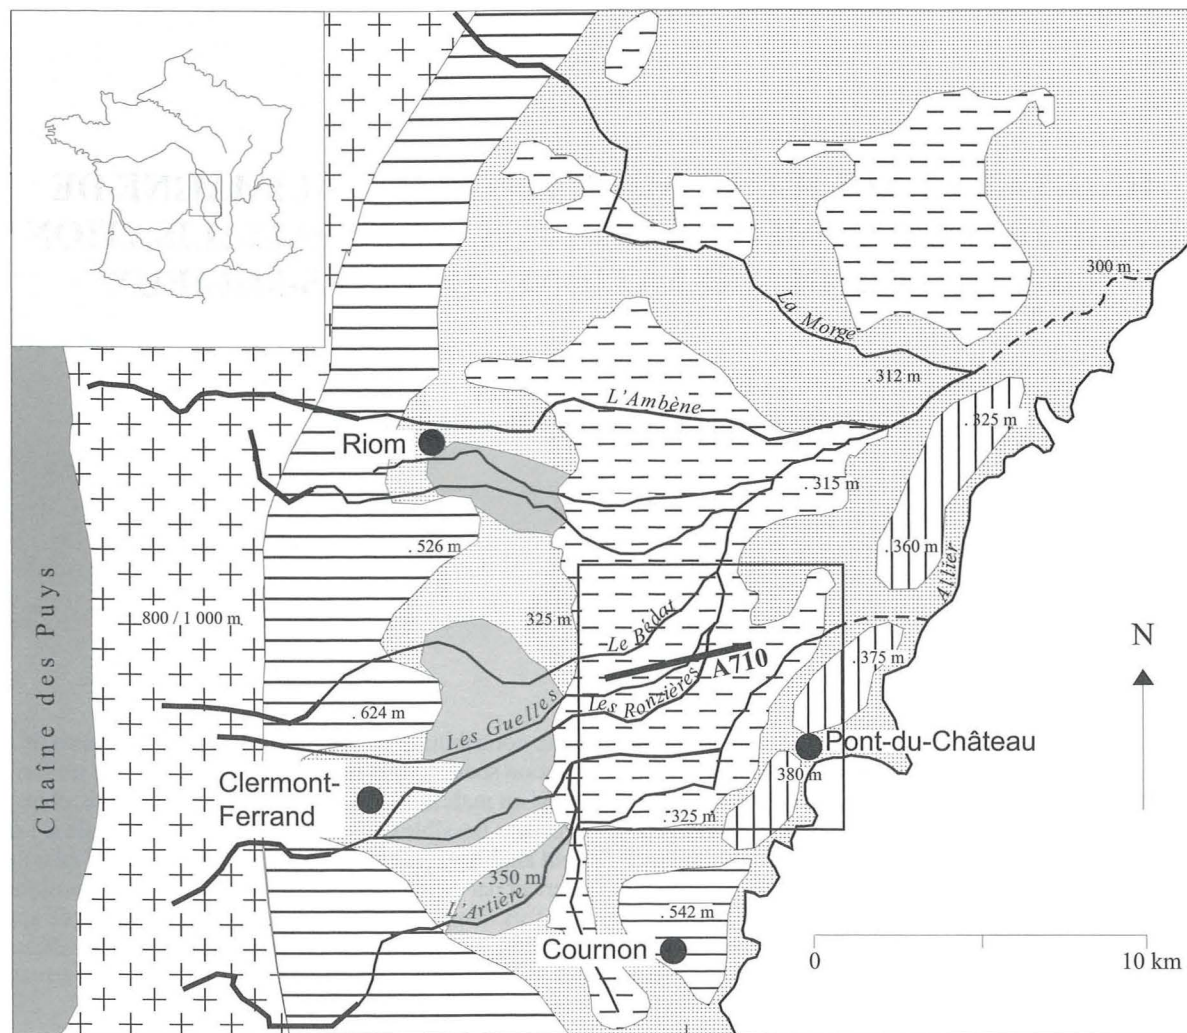 300 m .
La Morge
. 312 m
L'Ambène
. 325 m
Riom
. 315 m
. 526 m
. 360 m
Allier
Chaîne des Puys
800 / 1 000 m.
325 m
Le Bédat
A710
N
. 375 m
Les Ronzières
. 624 m
Les Guelles
Pont-du-Château
Clermont-
Ferrand
380 m
. 325 m
. 350 m
L'Artière
. 542 m
Cournon
0
10 km